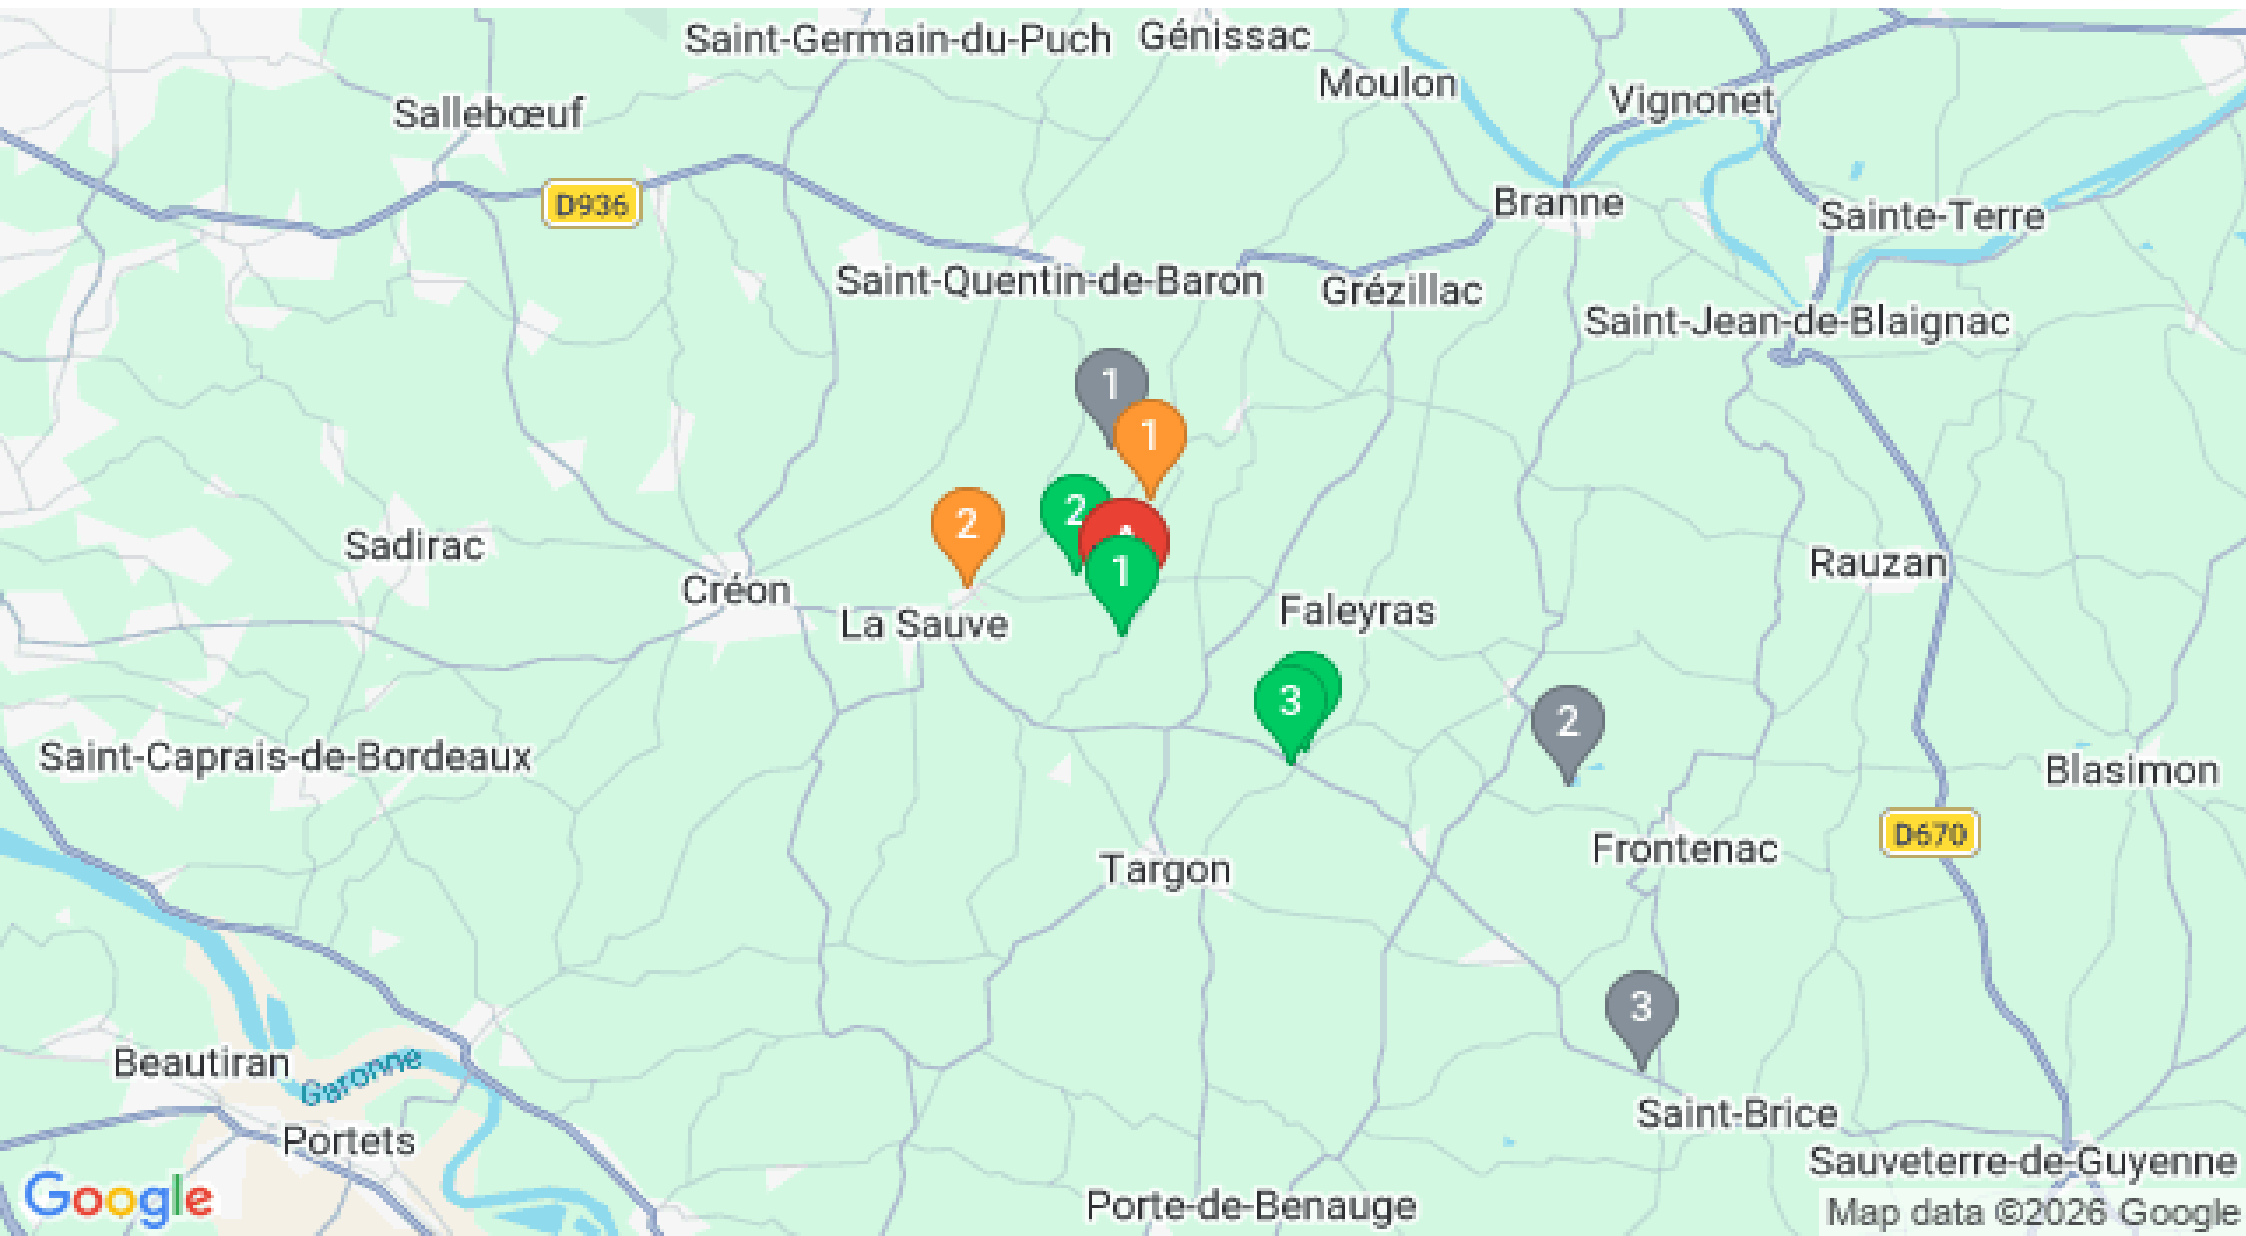 Saint-Germain-du-Puch
Génissac
Moulon
Sallebœuf
Vignonet
D936
Branne
Sainte-Terre
Saint-Quentin-de-Baron
Grézillac
Saint-Jean-de-Blaignac
1
1
2
2
Sadirac
1
Créon
Rauzan
La Sauve
Faleyras
3
2
Saint-Caprais-de-Bordeaux
Blasimon
D670
Frontenac
Targon
3
Beautiran
Garonne
Saint-Brice
Portets
Sauveterre-de-Guyenne
Google
Porte-de-Benauge
Map data ©2026 Google